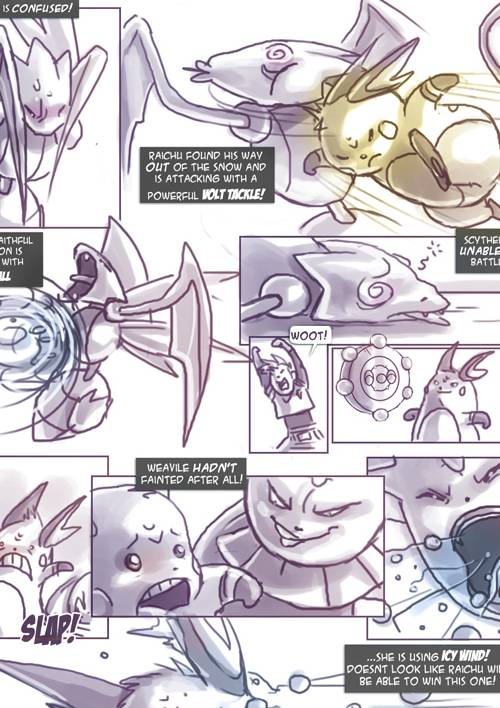 IS CONFUSED!
RAICHU FOUND HIS WAY
OUT OF THE SNOW AND
IS ATTACKING WITH A
POWERFUL VOLT TACKLE!
AITHFUL
ON IS
WITH
LL
SCYTHE
UNABLE
BATTL
WOOT!
WEAVILE HADN'T
FAINTED AFTER ALL!
SLAP!
...SHE IS USING ICY WIND!
DOESNT LOOK LIKE RAICHU WI
BE ABLE TO WIN THIS ONE!